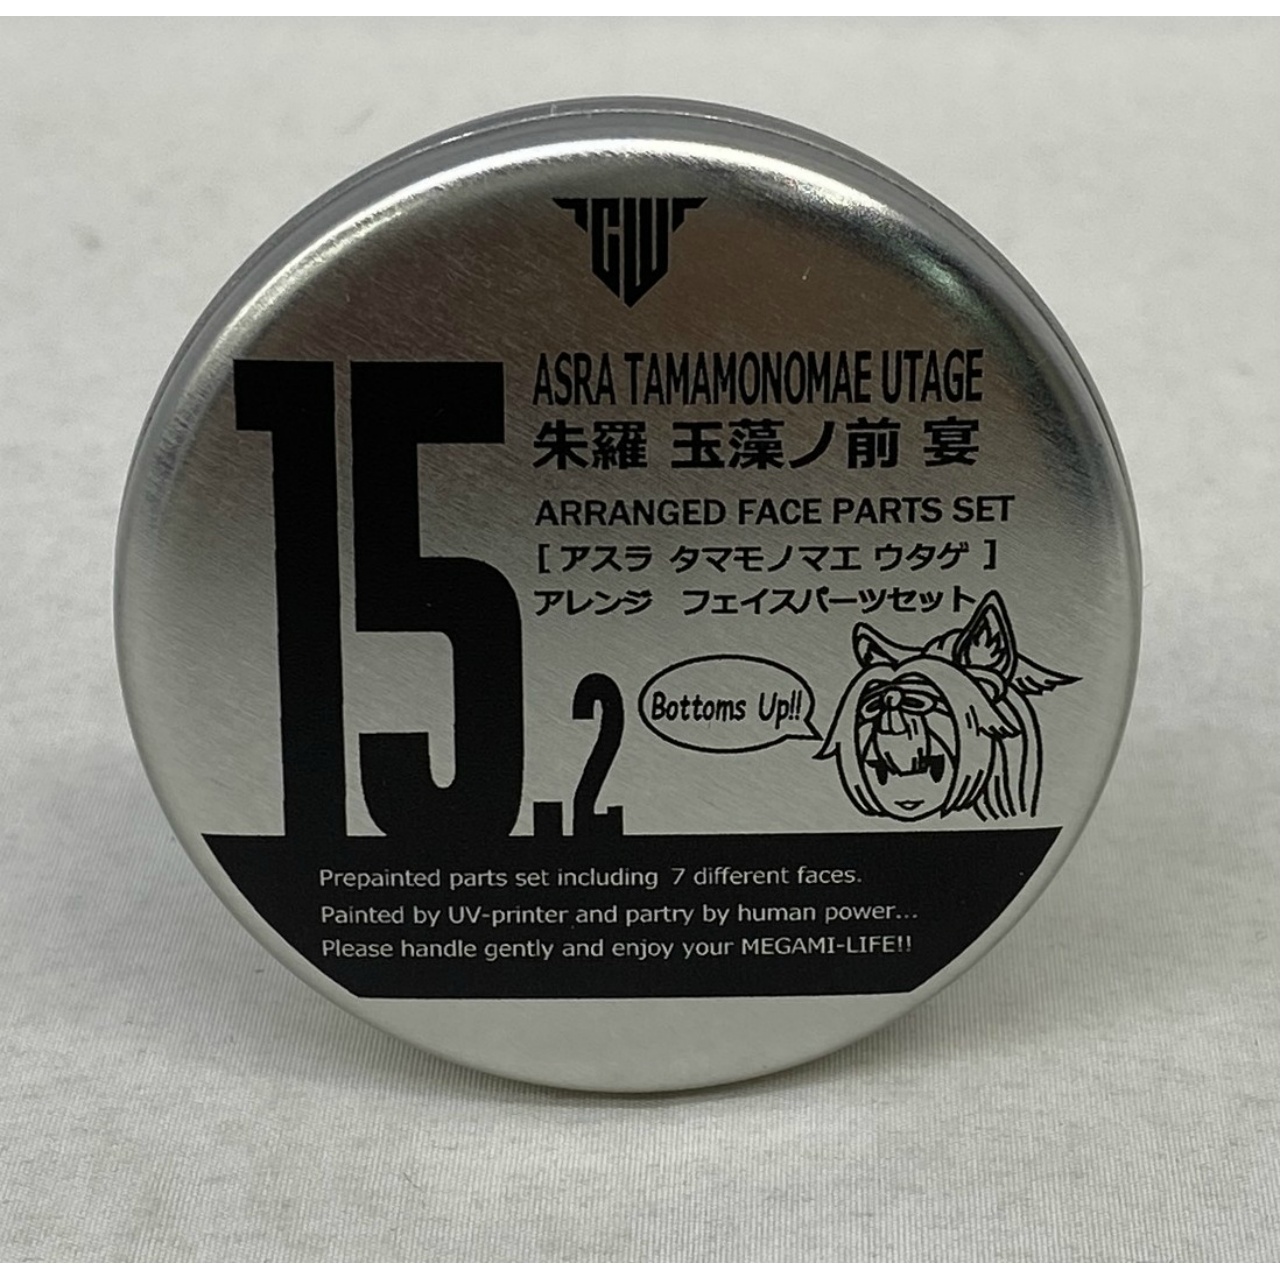 CW
15.2
ASRA TAMAMONOMAE UTAGE
朱羅 玉藻ノ前 宴
ARRANGED FACE PARTS SET
[ アスラ タマモノマエ ウタゲ ]
アレンジ フェイスパーツセット
Bottoms Up!!
Prepainted parts set including 7 different faces.
Painted by UV-printer and partry by human power...
Please handle gently and enjoy your MEGAMI-LIFE!!